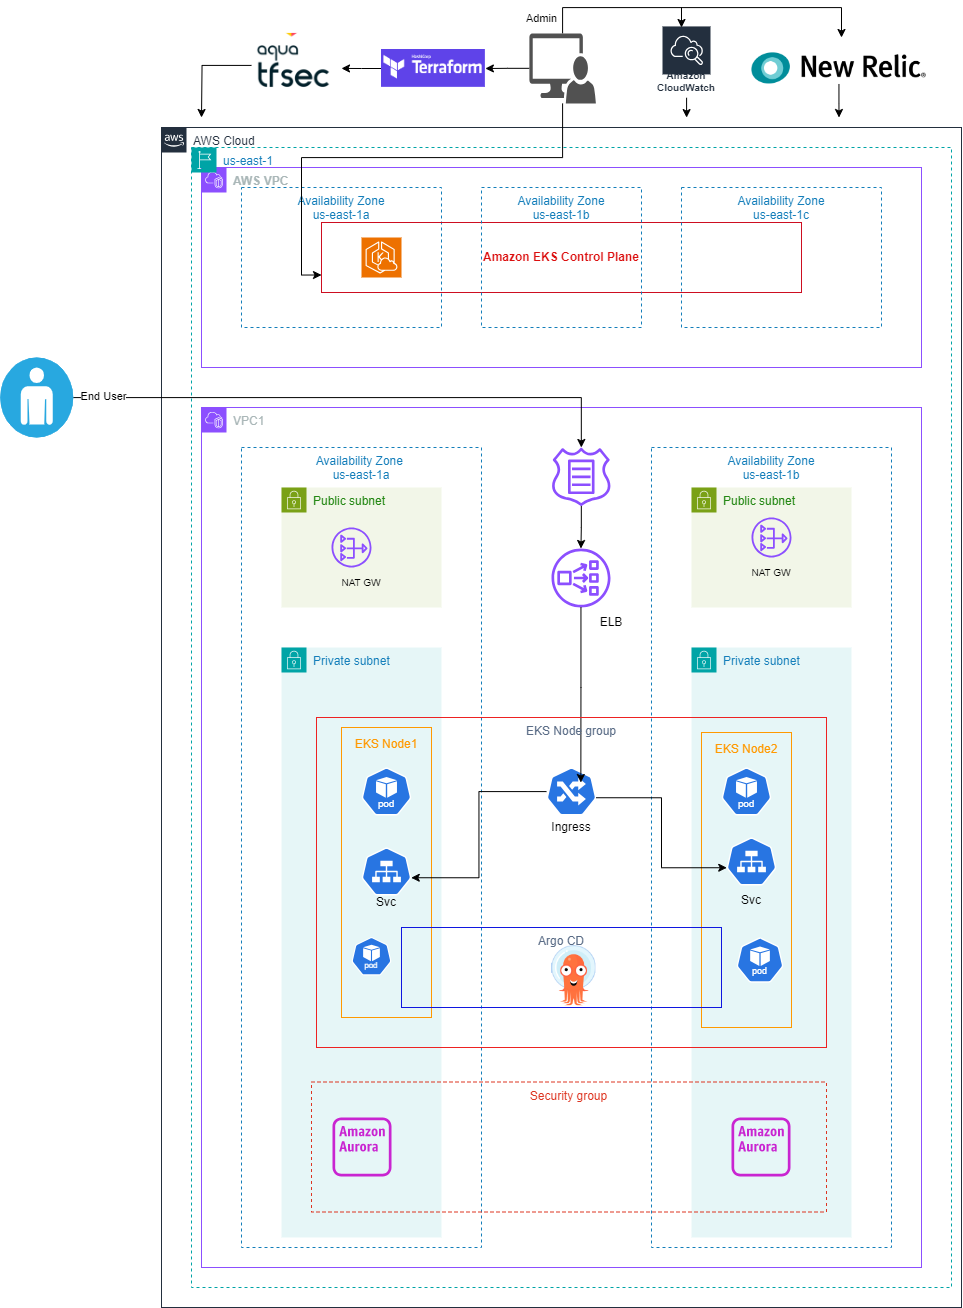 Admin
aqua
tfsec
HashiCorp
Terraform
Amazon
CloudWatch
New Relic.
aws
AWS Cloud
us-east-1
AWS VPC
Availability Zone
us-east-1a
Availability Zone
us-east-1b
Availability Zone
us-east-1c
Amazon EKS Control Plane
End User
VPC1
Availability Zone
us-east-1a
Availability Zone
us-east-1b
Public subnet
Public subnet
NAT GW
NAT GW
ELB
Private subnet
Private subnet
EKS Node group
EKS Node1
EKS Node2
pod
pod
Ingress
Svc
Svc
Argo CD
pod
pod
Security group
Amazon
Aurora
Amazon
Aurora